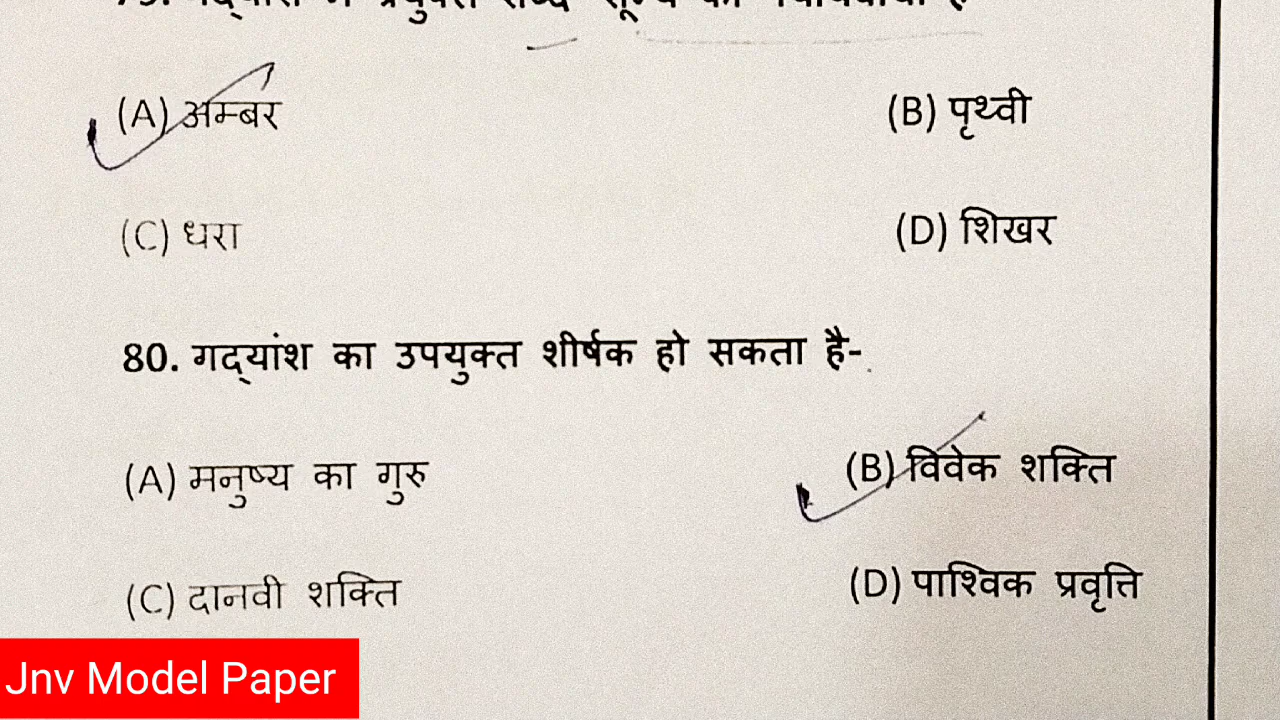 (A) अम्बर (B) पृथ्वी
(C) धरा (D) शिखर
80. गद्यांश का उपयुक्त शीर्षक हो सकता है-
(A) मनुष्य का गुरु (B) विवेक शक्ति
(C) दानवी शक्ति (D) पाश्विक प्रवृत्ति
Jnv Model Paper